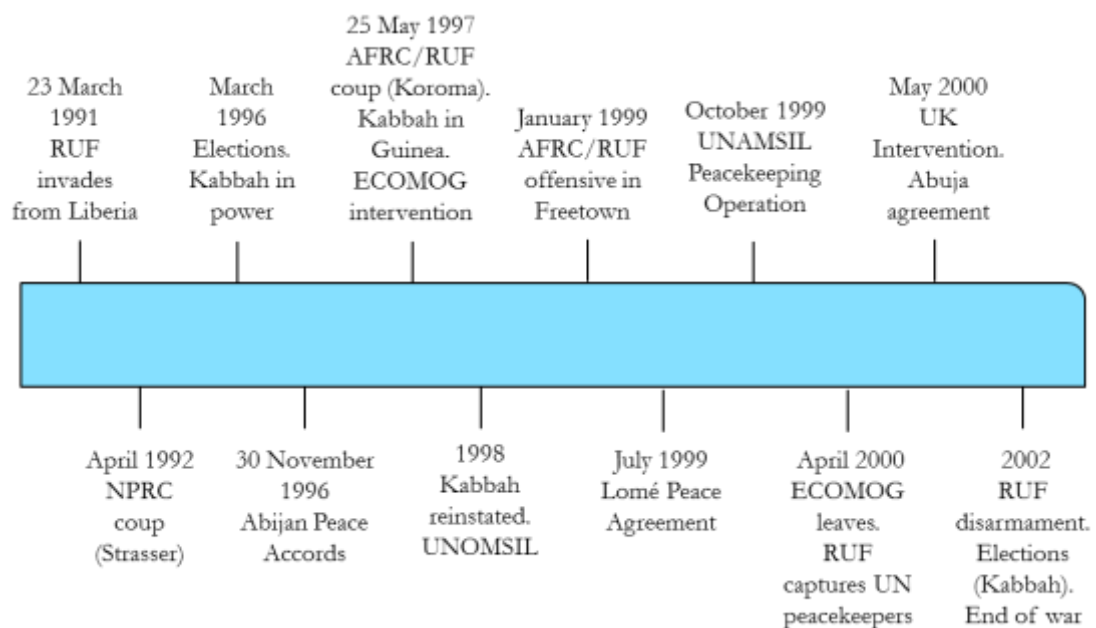 23 March
1991
RUF
invades
from Liberia
March
1996
Elections.
Kabbah in
power
25 May 1997
AFRC/RUF
coup (Koroma).
Kabbah in
Guinea.
ECOMOG
intervention
January 1999
AFRC/RUF
offensive in
Freetown
October 1999
UNAMSIL
Peacekeeping
Operation
May 2000
UK
Intervention.
Abuja
agreement
April 1992
NPRC
coup
(Strasser)
30 November
1996
Abijan Peace
Accords
1998
Kabbah
reinstated.
UNOMSIL
July 1999
Lomé Peace
Agreement
April 2000
ECOMOG
leaves.
RUF
captures UN
peacekeepers
2002
RUF
disarmament.
Elections
(Kabbah).
End of war